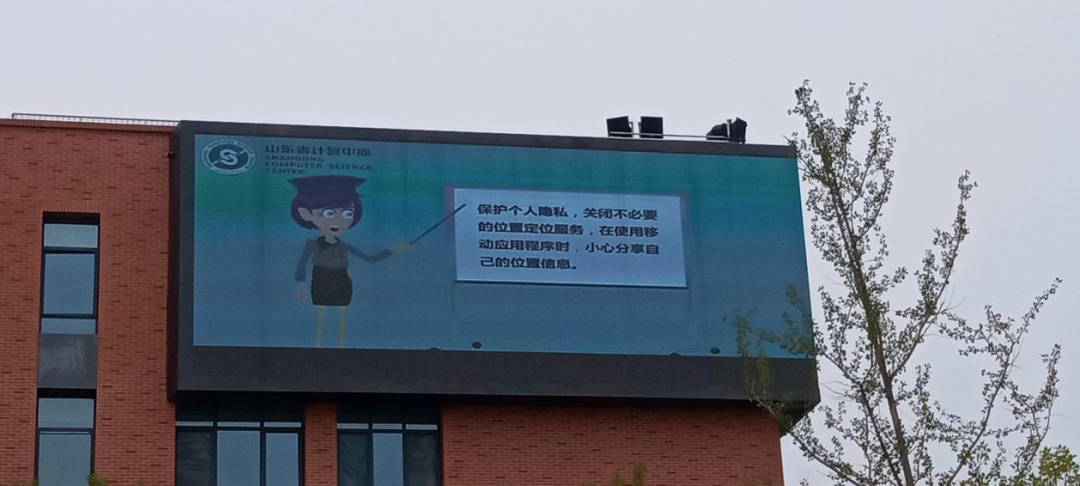 山东省计算中心
SHANDONG
COMPUTER SCIENCE
CENTER
S
保护个人隐私，关闭不必要
的位置定位服务，在使用移
动应用程序时，小心分享自
己的位置信息。